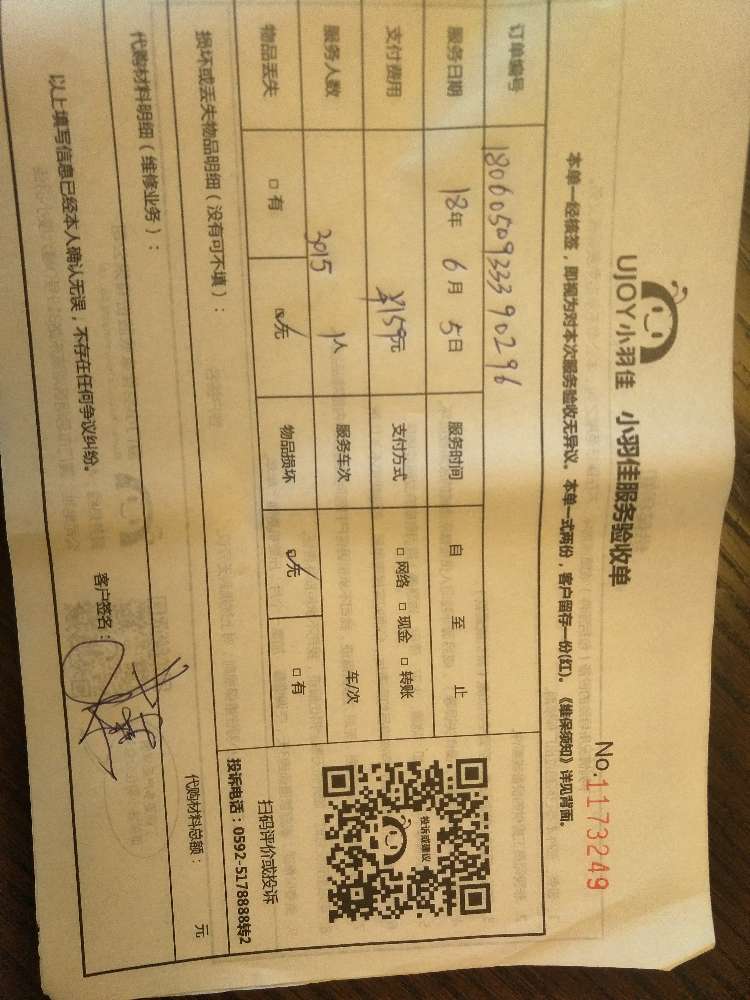 UJOY小羽佳 小羽佳服务验收单
No.1173249
本单一经核签，即视为对本次服务验收无异议。本单一式两份，客户留存一份(红)。《维保须知》详见背面。
订单编号 18060509333390296
服务日期 18年 6月 5日 服务时间 自 至 止
支付费用 ¥159元 支付方式 □网络 □现金 □转账
服务人数 3015 1人 服务车次 车/次
物品丢失 □有 ☑无 物品损坏 ☑无 □有
损坏或丢失物品明细（没有可不填）：
代购材料明细（维修业务）：
代购材料总额： 元
投诉或建议
扫码评价或投诉
投诉电话：0592-5178888转2
以上填写信息已经本人确认无误，不存在任何争议纠纷。
客户签名：